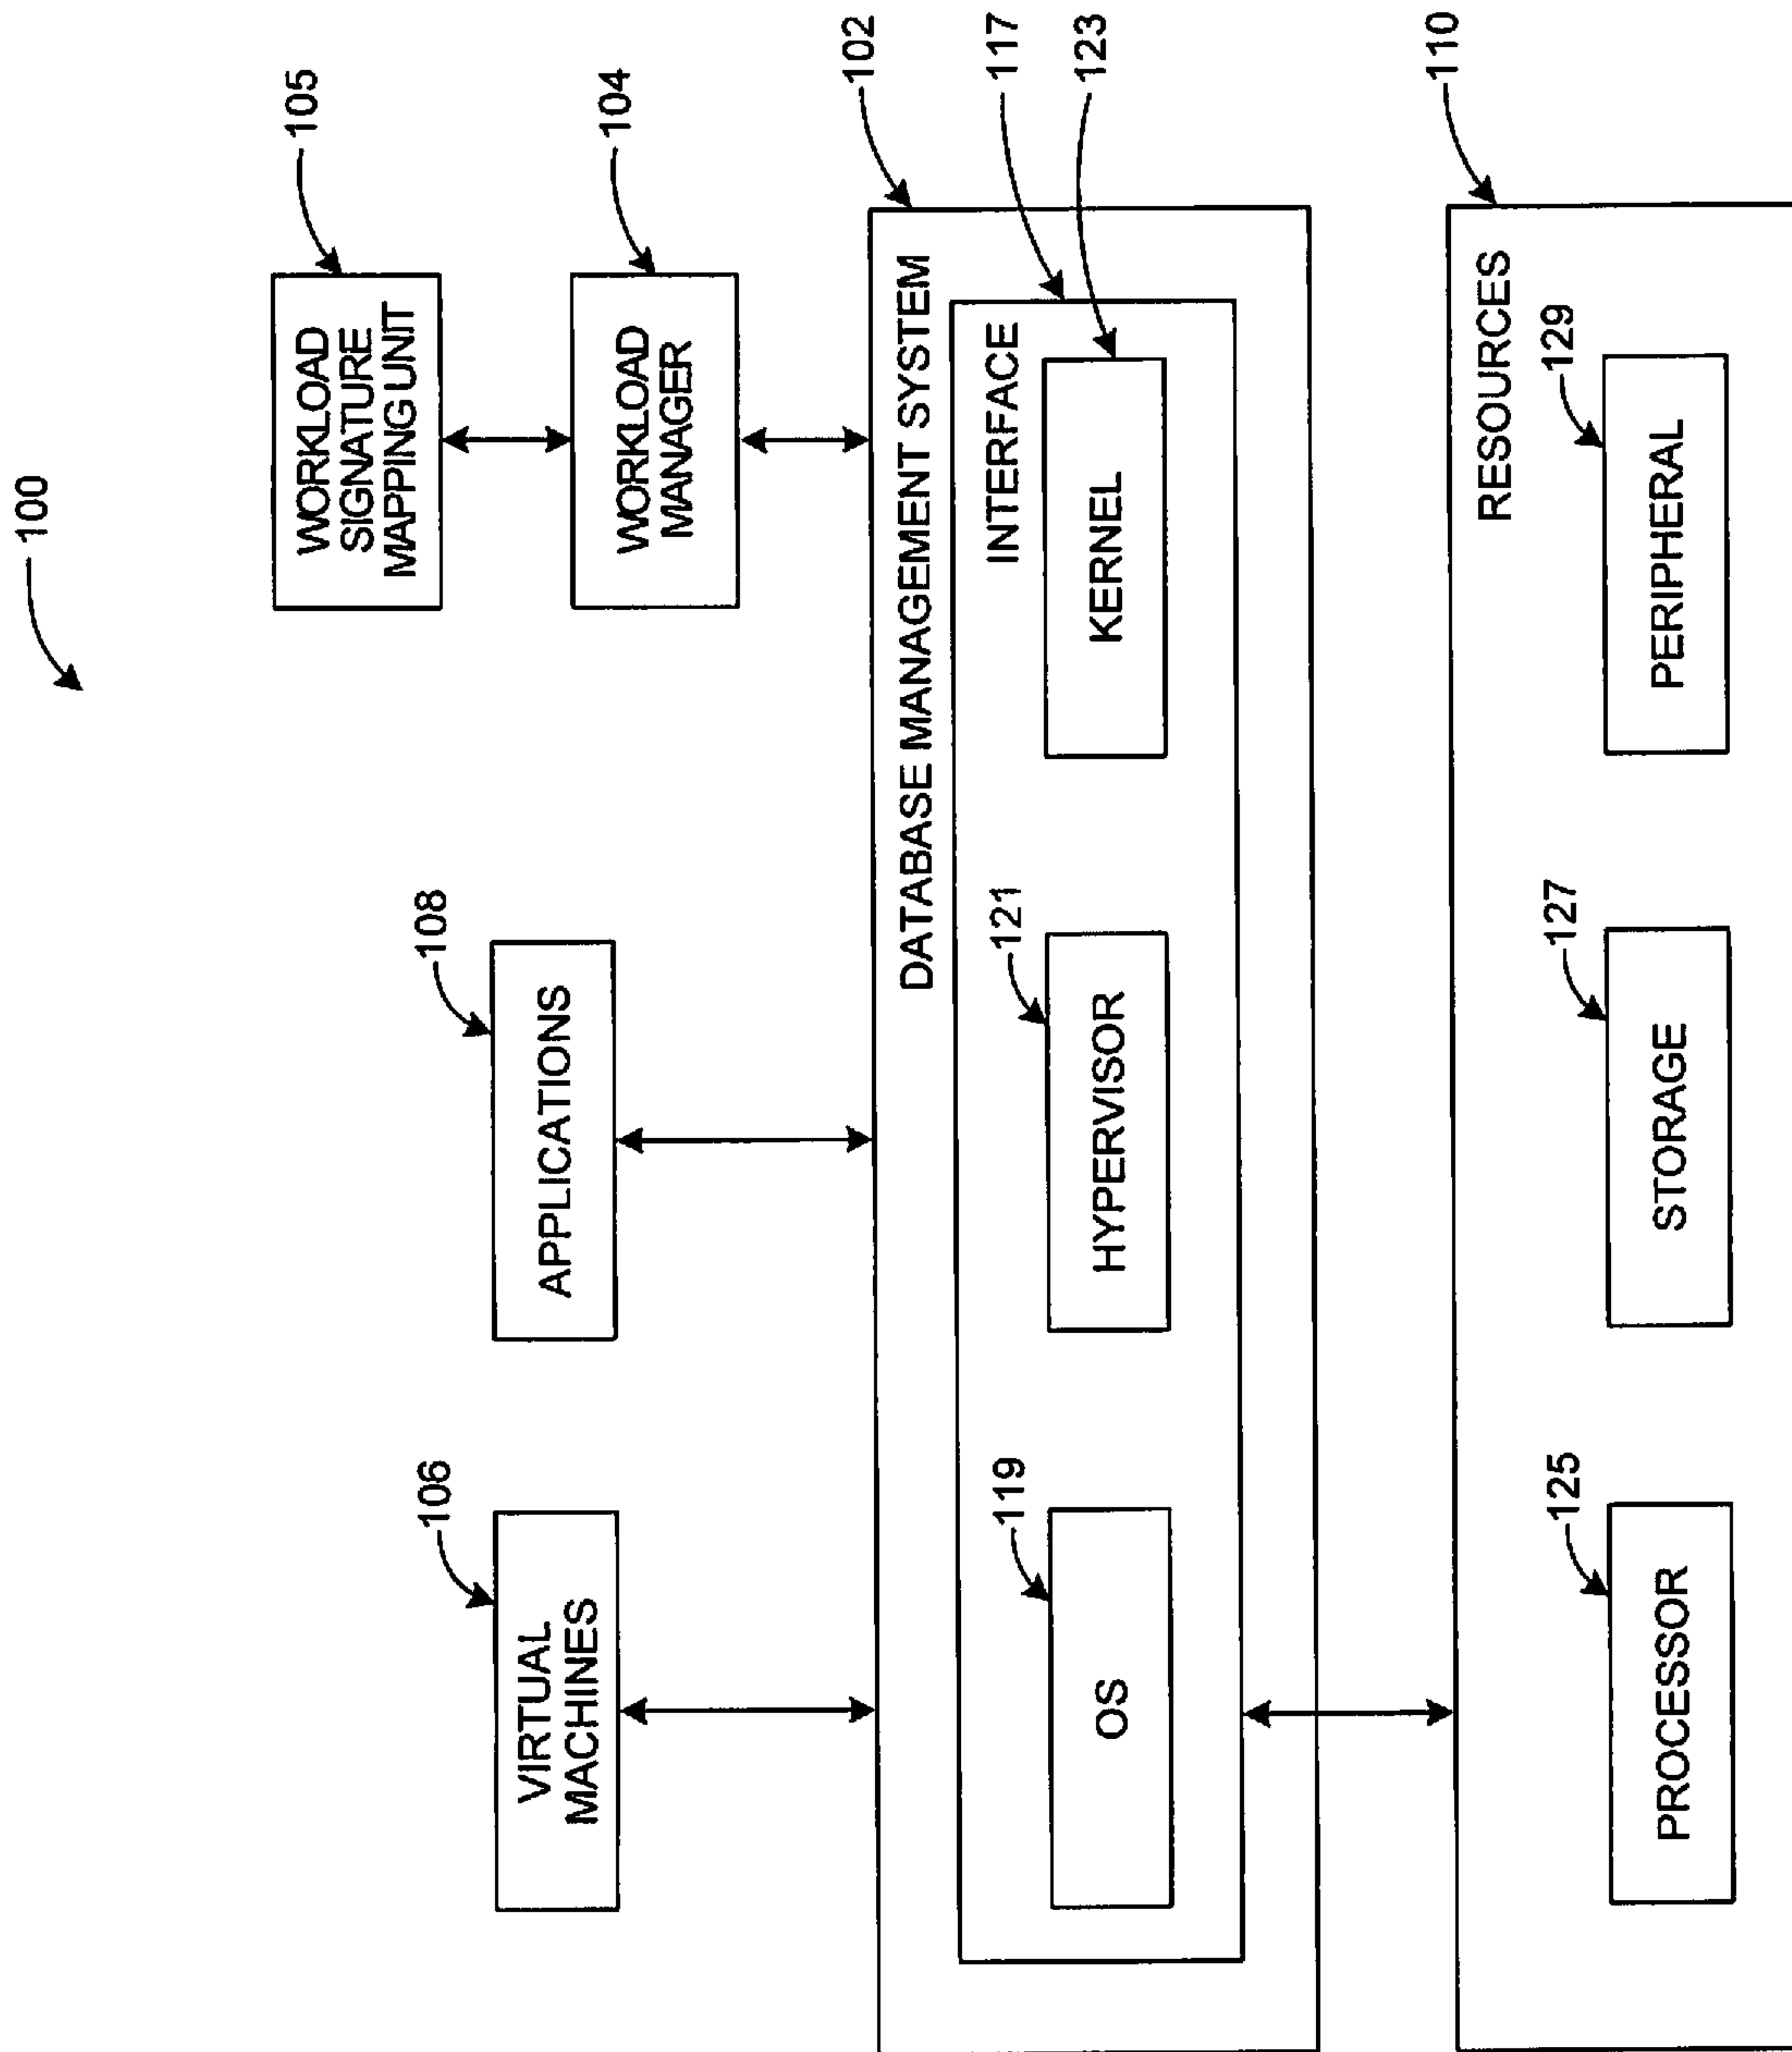 100
105
WORKLOAD
SIGNATURE
MAPPING UNIT
104
WORKLOAD
MANAGER
108
APPLICATIONS
106
VIRTUAL
MACHINES
102
DATABASE MANAGEMENT SYSTEM
117
INTERFACE
123
KERNEL
121
HYPERVISOR
119
OS
110
RESOURCES
129
PERIPHERAL
127
STORAGE
125
PROCESSOR